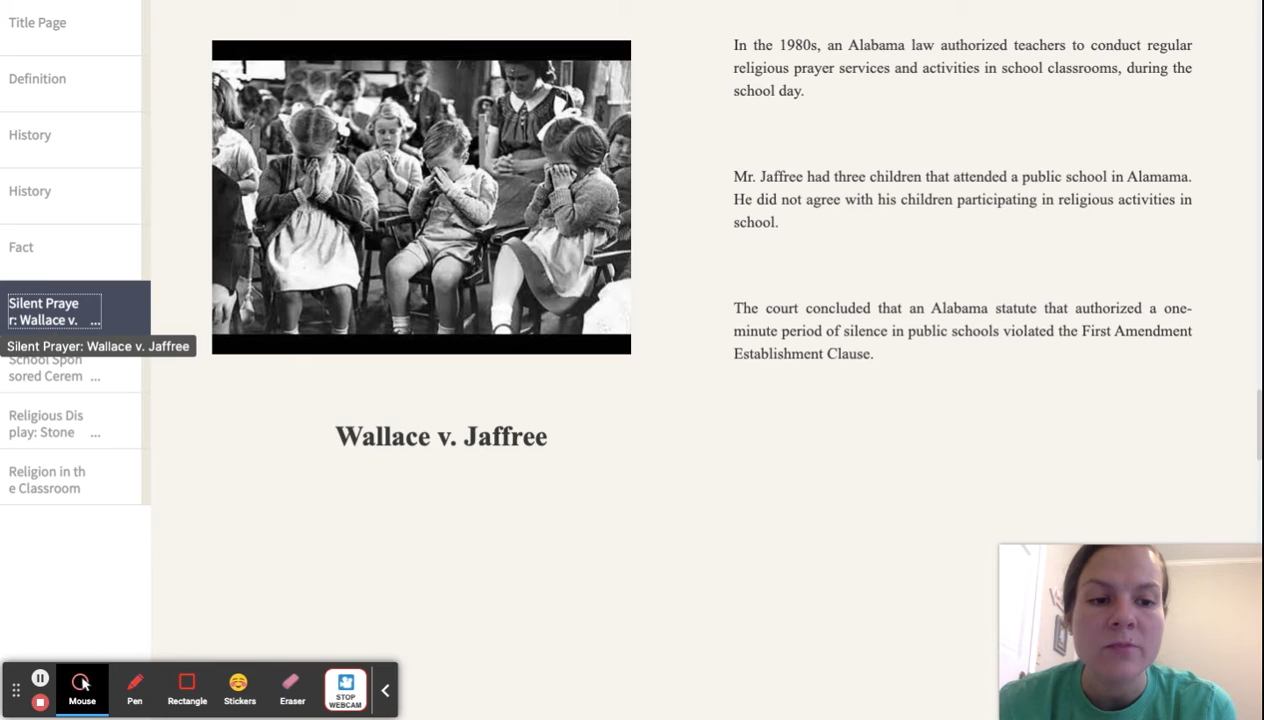 Title Page
Definition
History
History
Fact
Silent Praye
r: Wallace v. ...
Silent Prayer: Wallace v. Jaffree
School Spon
sored Cerem ...
Religious Dis
play: Stone ...
Religion in th
e Classroom
Wallace v. Jaffree
In the 1980s, an Alabama law authorized teachers to conduct regular
religious prayer services and activities in school classrooms, during the
school day.
Mr. Jaffree had three children that attended a public school in Alamama.
He did not agree with his children participating in religious activities in
school.
The court concluded that an Alabama statute that authorized a one-
minute period of silence in public schools violated the First Amendment
Establishment Clause.
Mouse
Pen
Rectangle
Stickers
Eraser
STOP
WEBCAM